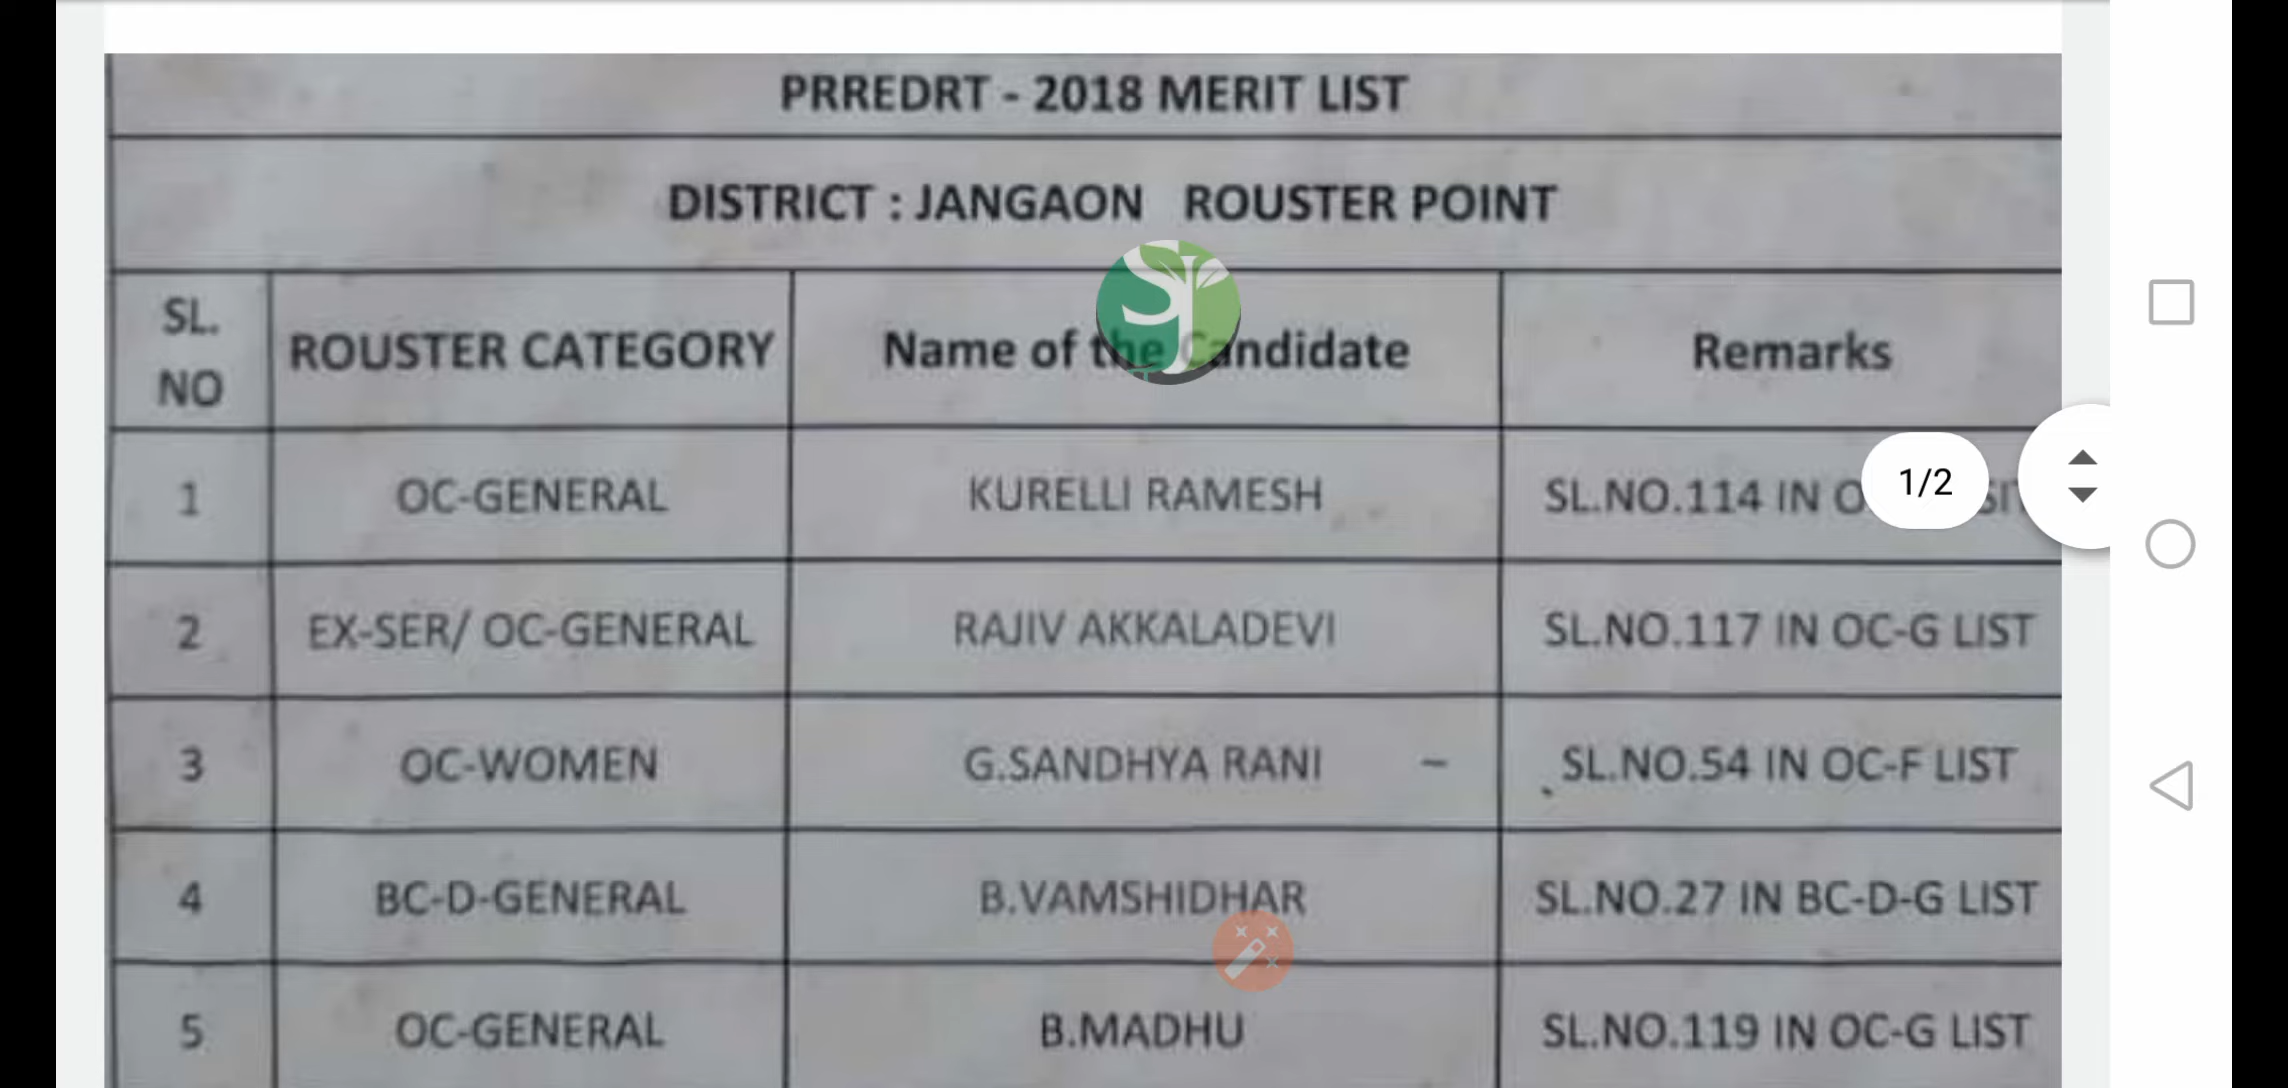 PRREDRT - 2018 MERIT LIST
DISTRICT : JANGAON ROUSTER POINT
SL.
NO
ROUSTER CATEGORY
Name of the Candidate
Remarks
1 OC-GENERAL KURELLI RAMESH SL.NO.114 IN
1/2
2 EX-SER/ OC-GENERAL RAJIV AKKALADEVI SL.NO.117 IN OC-G LIST
3 OC-WOMEN G.SANDHYA RANI – SL.NO.54 IN OC-F LIST
4 BC-D-GENERAL B.VAMSHIDHAR SL.NO.27 IN BC-D-G LIST
5 OC-GENERAL B.MADHU SL.NO.119 IN OC-G LIST